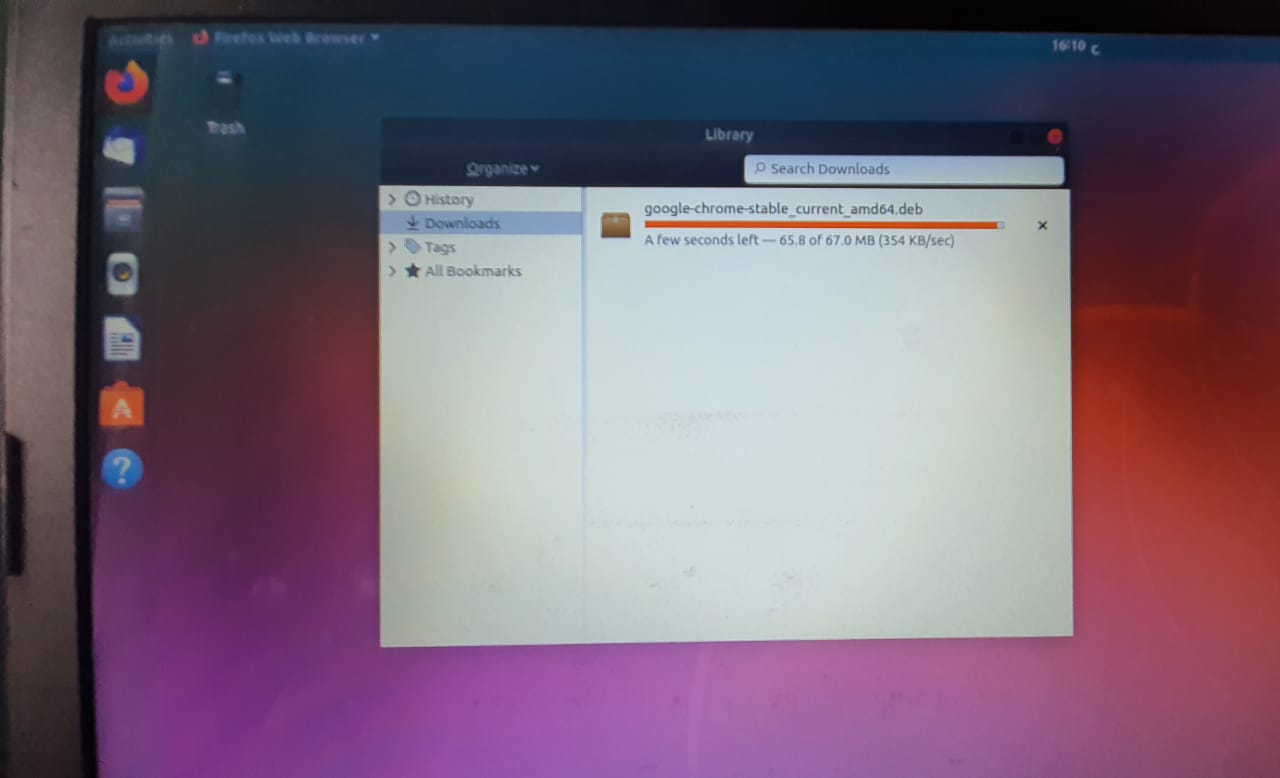 Activities Firefox Web Browser
16:10 ج
Trash
Library
Organize
Search Downloads
History
Downloads
Tags
All Bookmarks
google-chrome-stable_current_amd64.deb
A few seconds left — 65.8 of 67.0 MB (354 KB/sec)